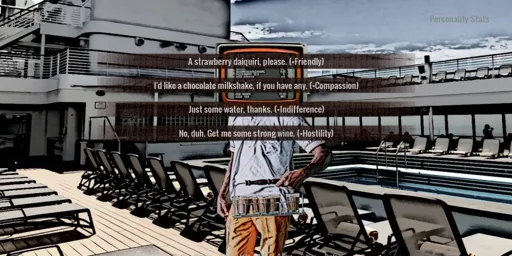 Personality Stats
A strawberry daiquiri, please. (+Friendly)
I'd like a chocolate milkshake, if you have any. (+Compassion)
Just some water, thanks. (+Indifference)
No, duh. Get me some strong wine. (+Hostility)